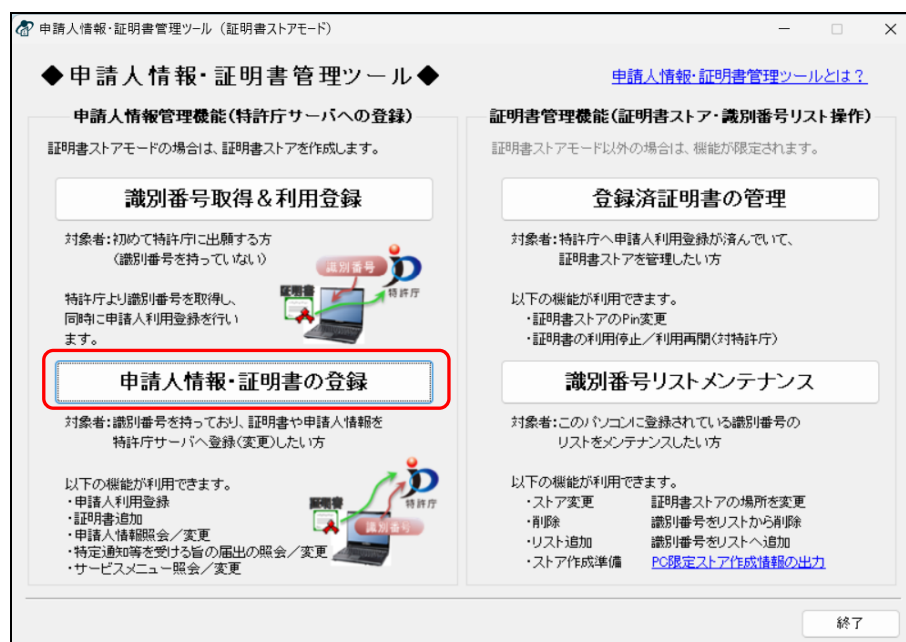 申請人情報・証明書管理ツール（証明書ストアモード）
◆申請人情報・証明書管理ツール◆
申請人情報・証明書管理ツールとは？
申請人情報管理機能(特許庁サーバへの登録)
証明書ストアモードの場合は、証明書ストアを作成します。
識別番号取得＆利用登録
対象者：初めて特許庁に出願する方
（識別番号を持っていない）
特許庁より識別番号を取得し、
同時に申請人利用登録を行い
ます。
識別番号
証明書
特許庁
申請人情報・証明書の登録
対象者：識別番号を持っており、証明書や申請人情報を
特許庁サーバへ登録(変更)したい方
以下の機能が利用できます。
・申請人利用登録
・証明書追加
・申請人情報照会／変更
・特定通知等を受ける旨の届出の照会／変更
・サービスメニュー照会／変更
証明書
特許庁
識別番号
証明書管理機能(証明書ストア・識別番号リスト操作)
証明書ストアモード以外の場合は、機能が限定されます。
登録済証明書の管理
対象者：特許庁へ申請人利用登録が済んでいて、
証明書ストアを管理したい方
以下の機能が利用できます。
・証明書ストアのPin変更
・証明書の利用停止／利用再開(対特許庁)
識別番号リストメンテナンス
対象者：このパソコンに登録されている識別番号の
リストをメンテナンスしたい方
以下の機能が利用できます。
・ストア変更 証明書ストアの場所を変更
・削除 識別番号をリストから削除
・リスト追加 識別番号をリストへ追加
・ストア作成準備 PC限定ストア作成情報の出力
終了